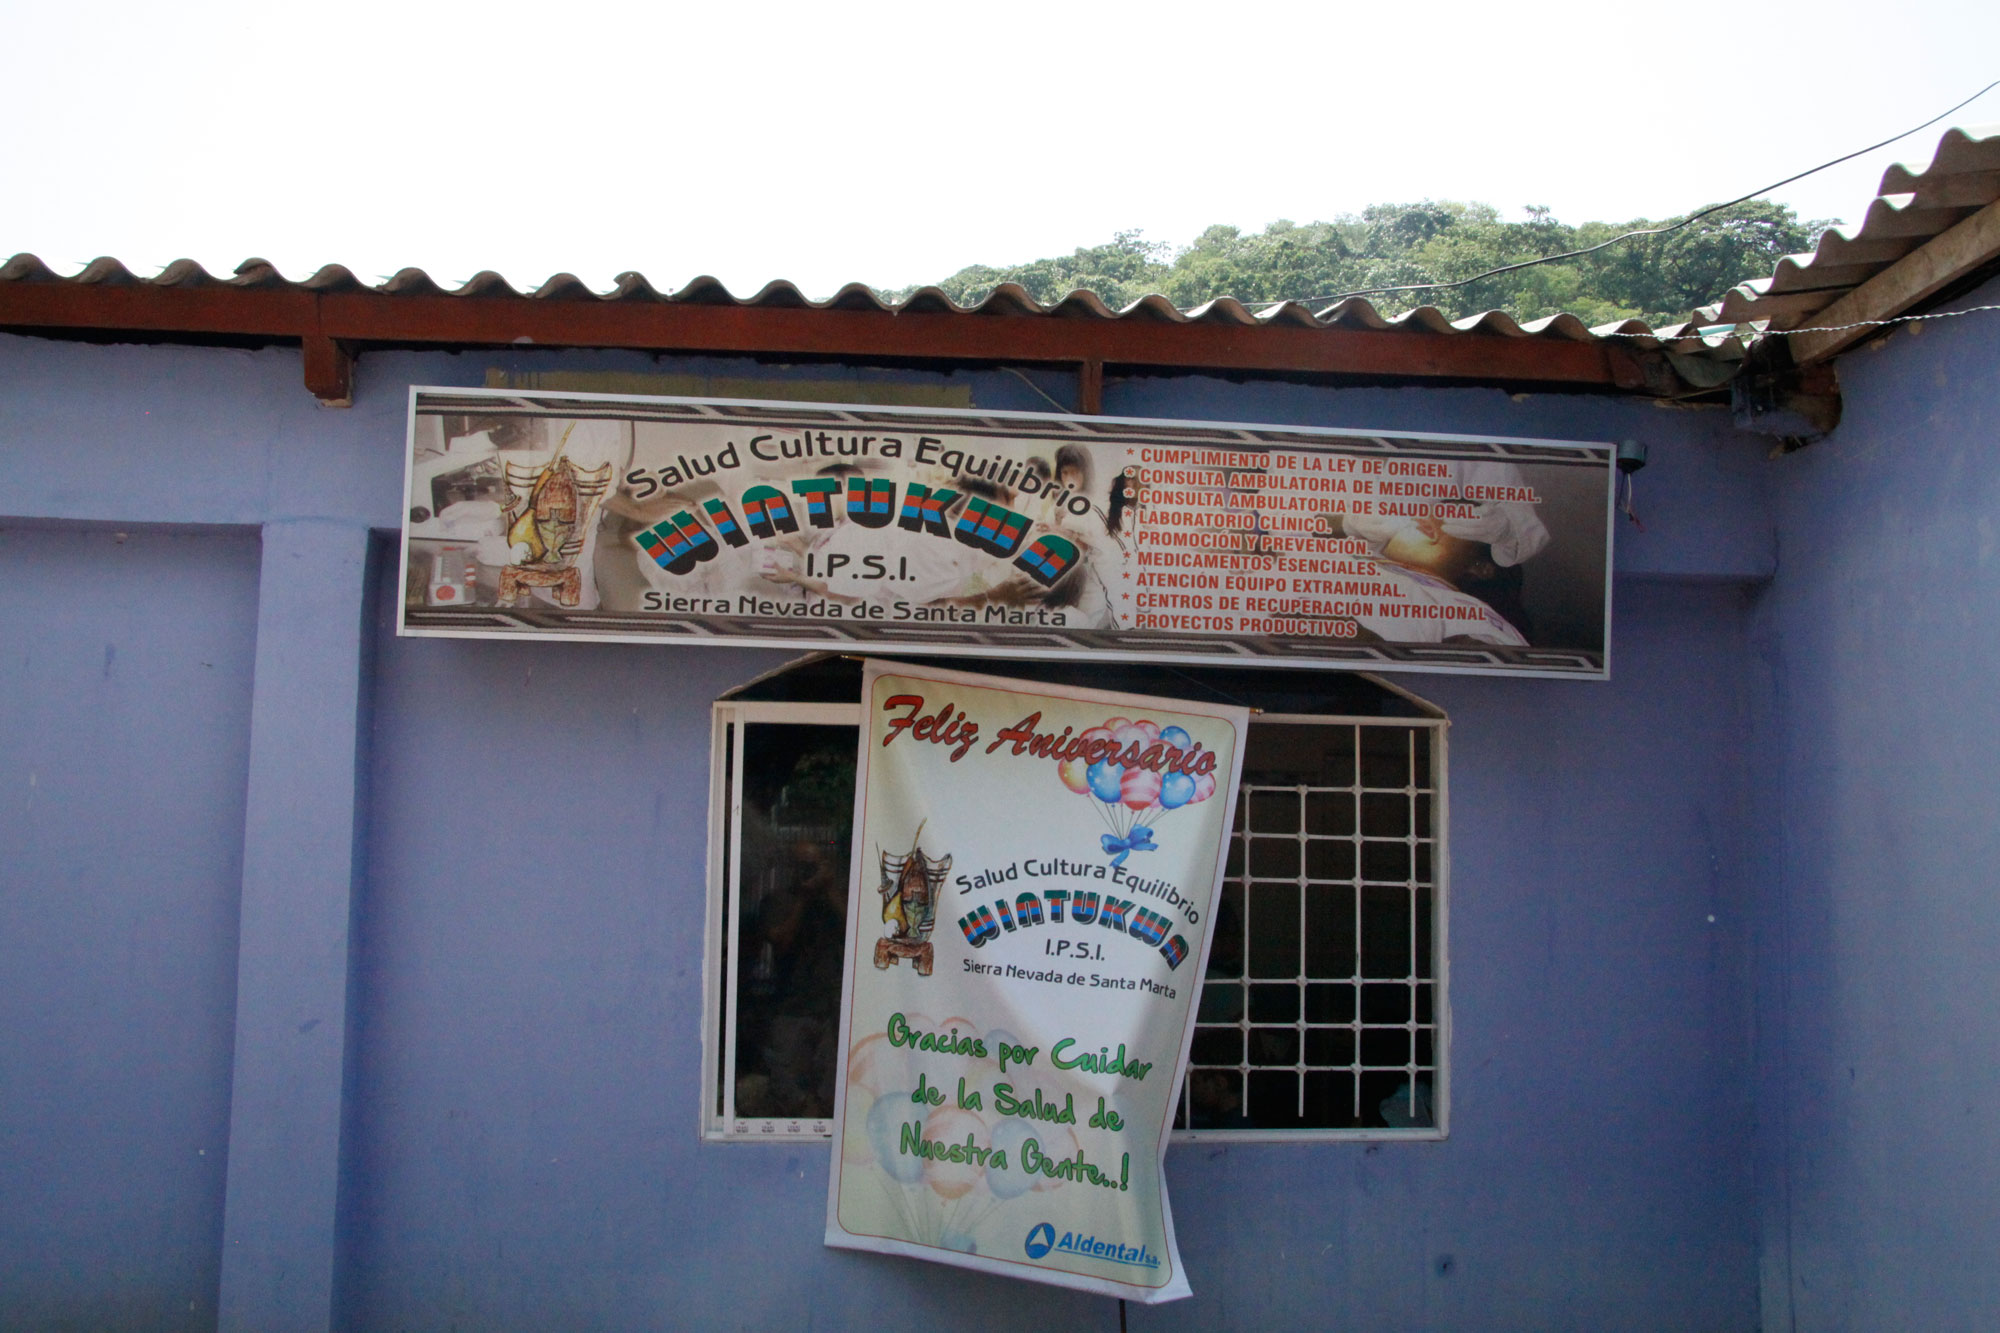 Salud Cultura Equilibrio
WINTUKWA
I.P.S.I.
Sierra Nevada de Santa Marta
* CUMPLIMIENTO DE LA LEY DE ORIGEN.
* CONSULTA AMBULATORIA DE MEDICINA GENERAL.
* CONSULTA AMBULATORIA DE SALUD ORAL.
* LABORATORIO CLÍNICO.
* PROMOCIÓN Y PREVENCIÓN.
* MEDICAMENTOS ESENCIALES.
* ATENCIÓN EQUIPO EXTRAMURAL.
* CENTROS DE RECUPERACIÓN NUTRICIONAL
* PROYECTOS PRODUCTIVOS
Feliz Aniversario
Salud Cultura Equilibrio
WINTUKWA
I.P.S.I.
Sierra Nevada de Santa Marta
Gracias por Cuidar
de la Salud de
Nuestra Gente..!
Aldental s.a.